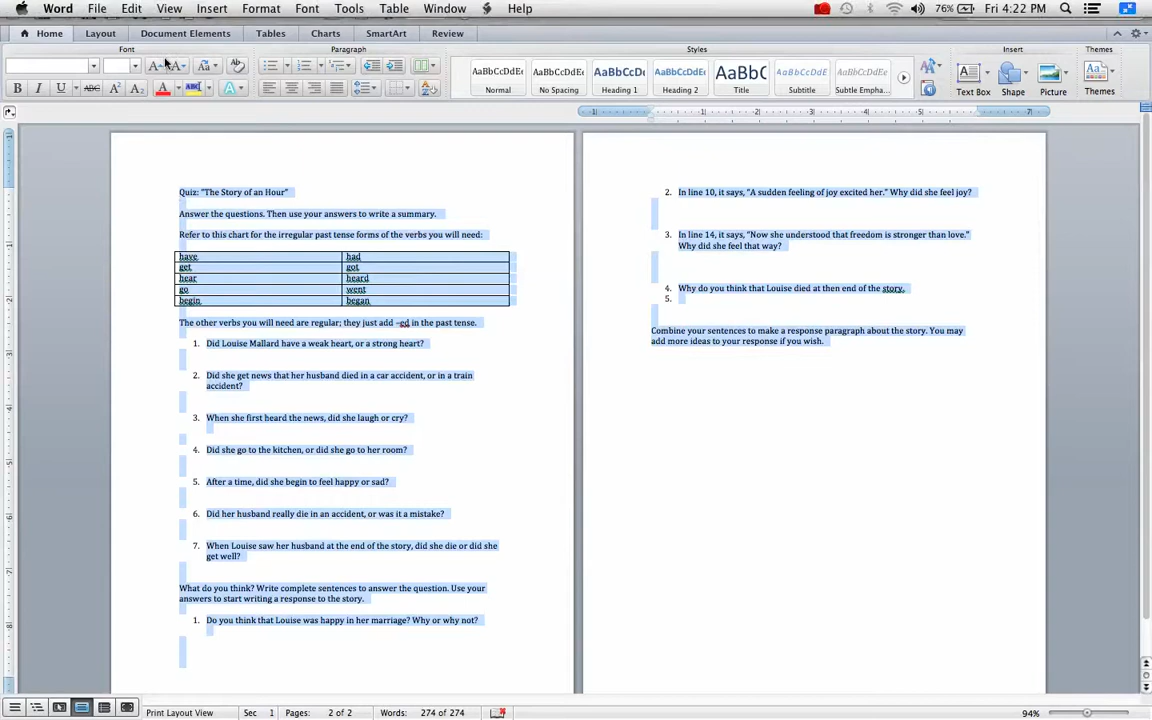 Word File Edit View Insert Format Font Tools Table Window Help 76% Fri 4:22 PM
Home Layout Document Elements Tables Charts SmartArt Review
Font Paragraph Styles Insert Themes
AaBbCcDdEe AaBbCcDdEe AaBbCcDdEe AaBbCcDdEe AaBbC AaBbCcDdEe AaBbCcDdEe
Normal No Spacing Heading 1 Heading 2 Title Subtitle Subtle Empha... Text Box Shape Picture Themes
Quiz: "The Story of an Hour"
Answer the questions. Then use your answers to write a summary.
Refer to this chart for the irregular past tense forms of the verbs you will need:
have had
get got
hear heard
go went
begin began
The other verbs you will need are regular; they just add –ed in the past tense.
1. Did Louise Mallard have a weak heart, or a strong heart?
2. Did she get news that her husband died in a car accident, or in a train
accident?
3. When she first heard the news, did she laugh or cry?
4. Did she go to the kitchen, or did she go to her room?
5. After a time, did she begin to feel happy or sad?
6. Did her husband really die in an accident, or was it a mistake?
7. When Louise saw her husband at the end of the story, did she die or did she
get well?
What do you think? Write complete sentences to answer the question. Use your
answers to start writing a response to the story.
1. Do you think that Louise was happy in her marriage? Why or why not?
2. In line 10, it says, "A sudden feeling of joy excited her." Why did she feel joy?
3. In line 14, it says, "Now she understood that freedom is stronger than love."
Why did she feel that way?
4. Why do you think that Louise died at then end of the story.
5.
Combine your sentences to make a response paragraph about the story. You may
add more ideas to your response if you wish.
Print Layout View Sec 1 Pages: 2 of 2 Words: 274 of 274 94%